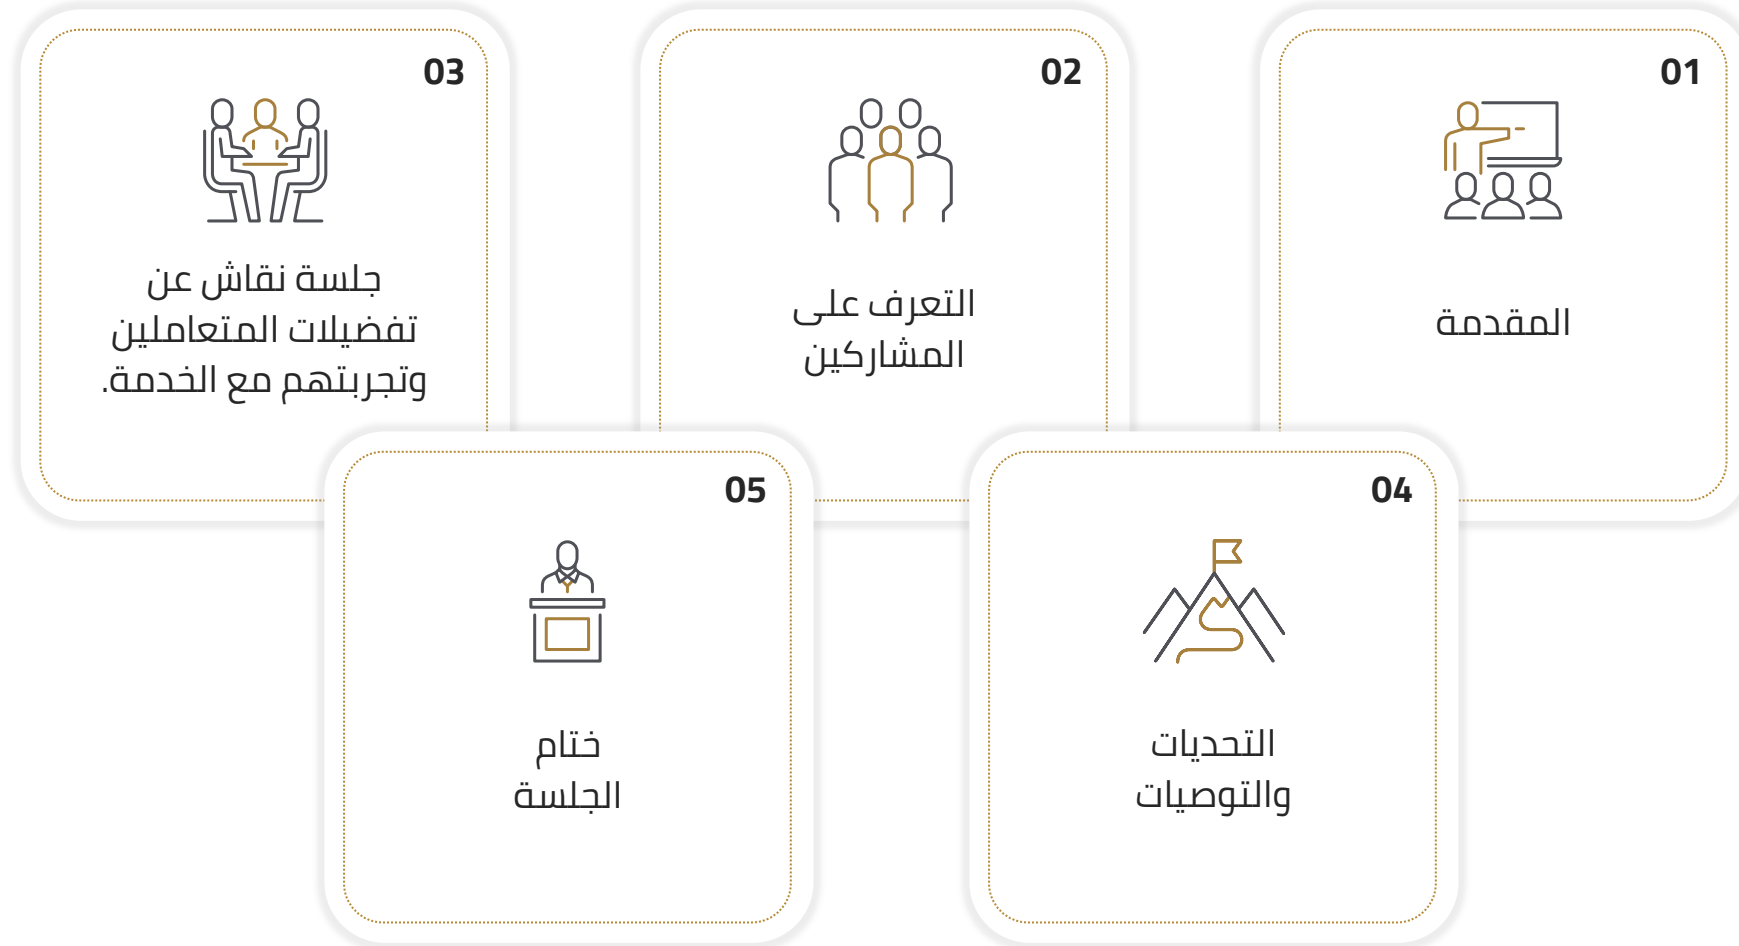 01
المقدمة
02
التعرف على
المشاركين
03
جلسة نقاش عن
تفضيلات المتعاملين
وتجربتهم مع الخدمة.
04
التحديات
والتوصيات
05
ختام
الجلسة